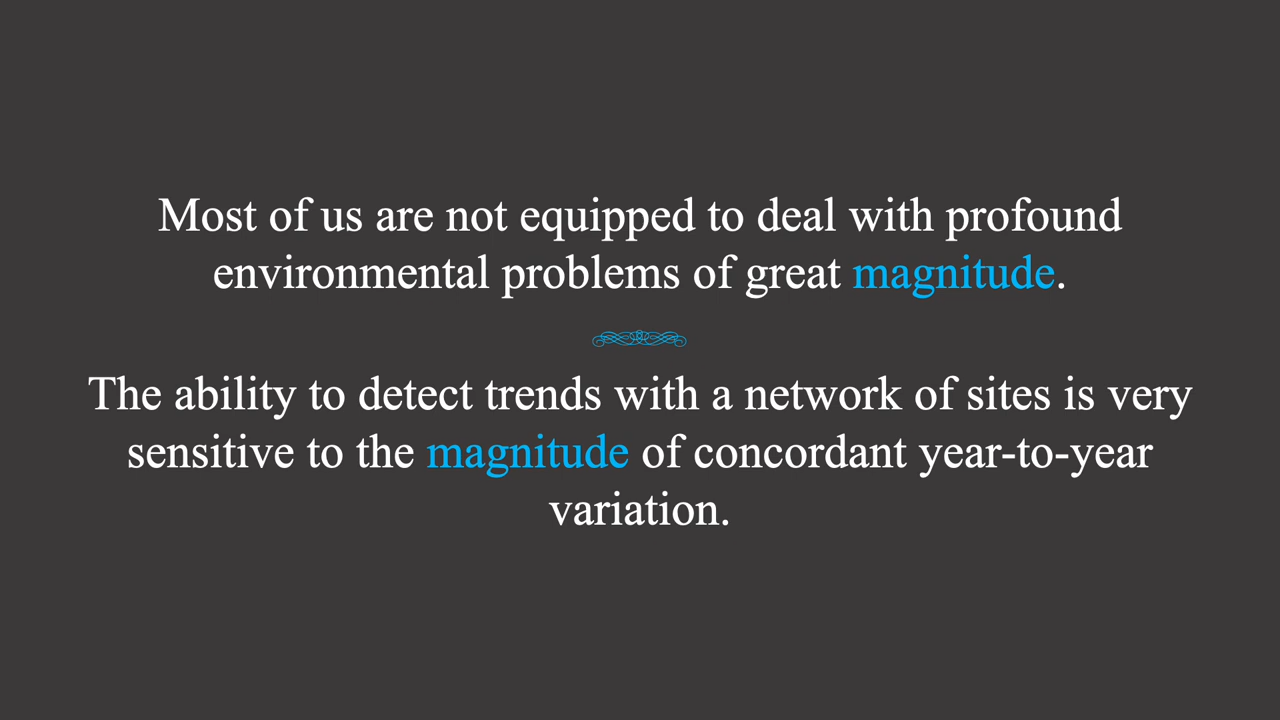 Most of us are not equipped to deal with profound
environmental problems of great magnitude.
The ability to detect trends with a network of sites is very
sensitive to the magnitude of concordant year-to-year
variation.